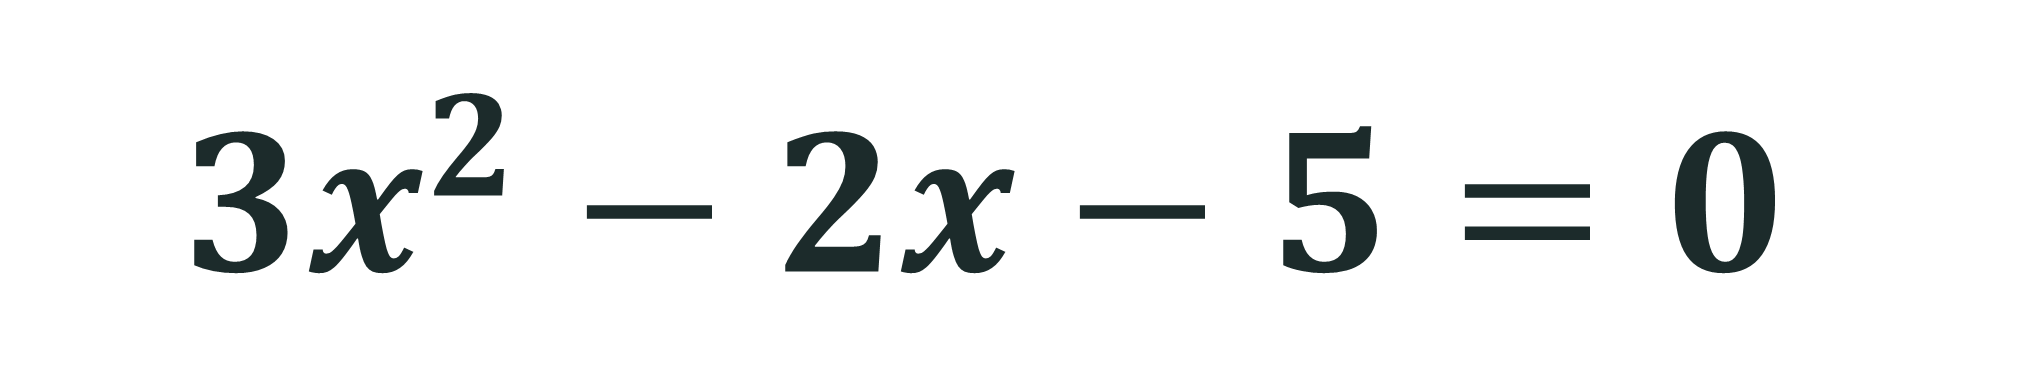 3x² − 2x − 5 = 0